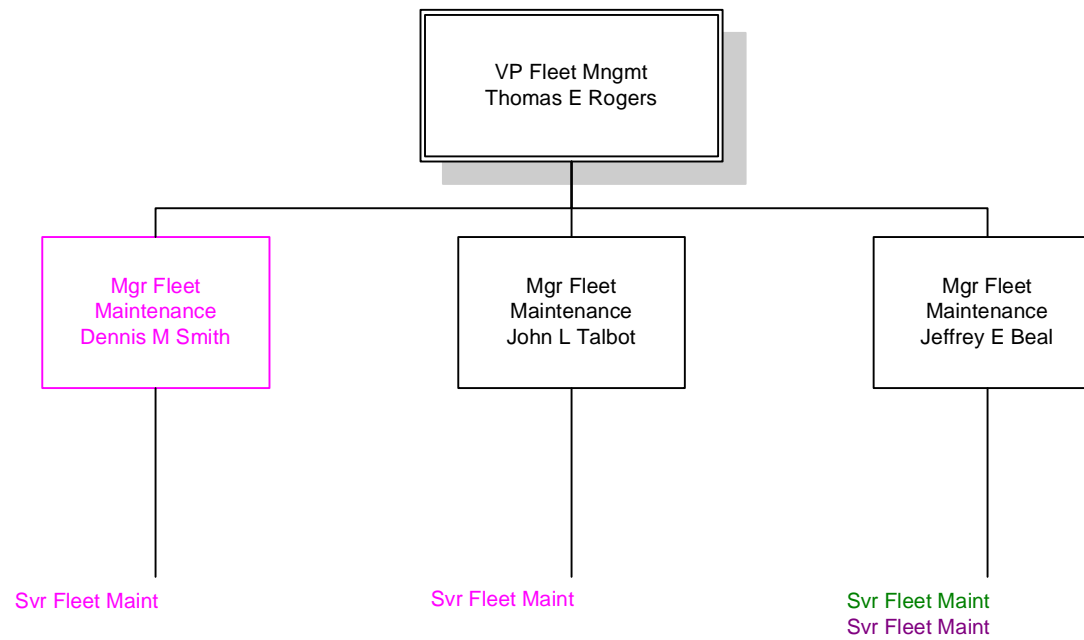 VP Fleet Mngmt
Thomas E Rogers
Mgr Fleet
Maintenance
Dennis M Smith
Mgr Fleet
Maintenance
John L Talbot
Mgr Fleet
Maintenance
Jeffrey E Beal
Svr Fleet Maint
Svr Fleet Maint
Svr Fleet Maint
Svr Fleet Maint